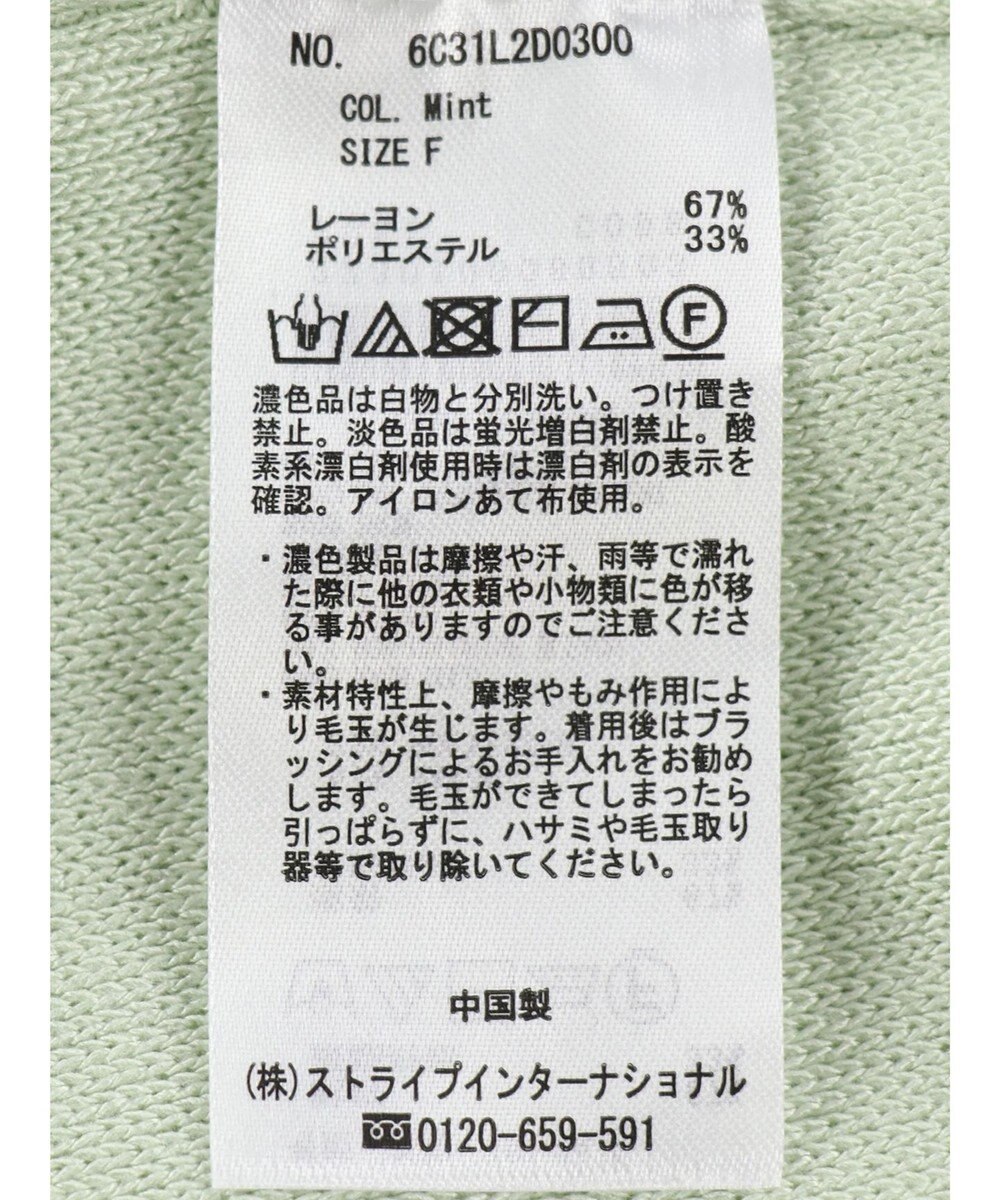 NO. 6C31L2D0300
COL. Mint
SIZE F
レーヨン 67%
ポリエステル 33%
F
濃色品は白物と分別洗い。つけ置き
禁止。淡色品は蛍光増白剤禁止。酸
素系漂白剤使用時は漂白剤の表示を
確認。アイロンあて布使用。
・濃色製品は摩擦や汗、雨等で濡れ
た際に他の衣類や小物類に色が移
る事がありますのでご注意くださ
い。
・素材特性上、摩擦やもみ作用によ
り毛玉が生じます。着用後はブラ
ッシングによるお手入れをお勧め
します。毛玉ができてしまったら
引っぱらずに、ハサミや毛玉取り
器等で取り除いてください。
中国製
(株)ストライプインターナショナル
0120-659-591